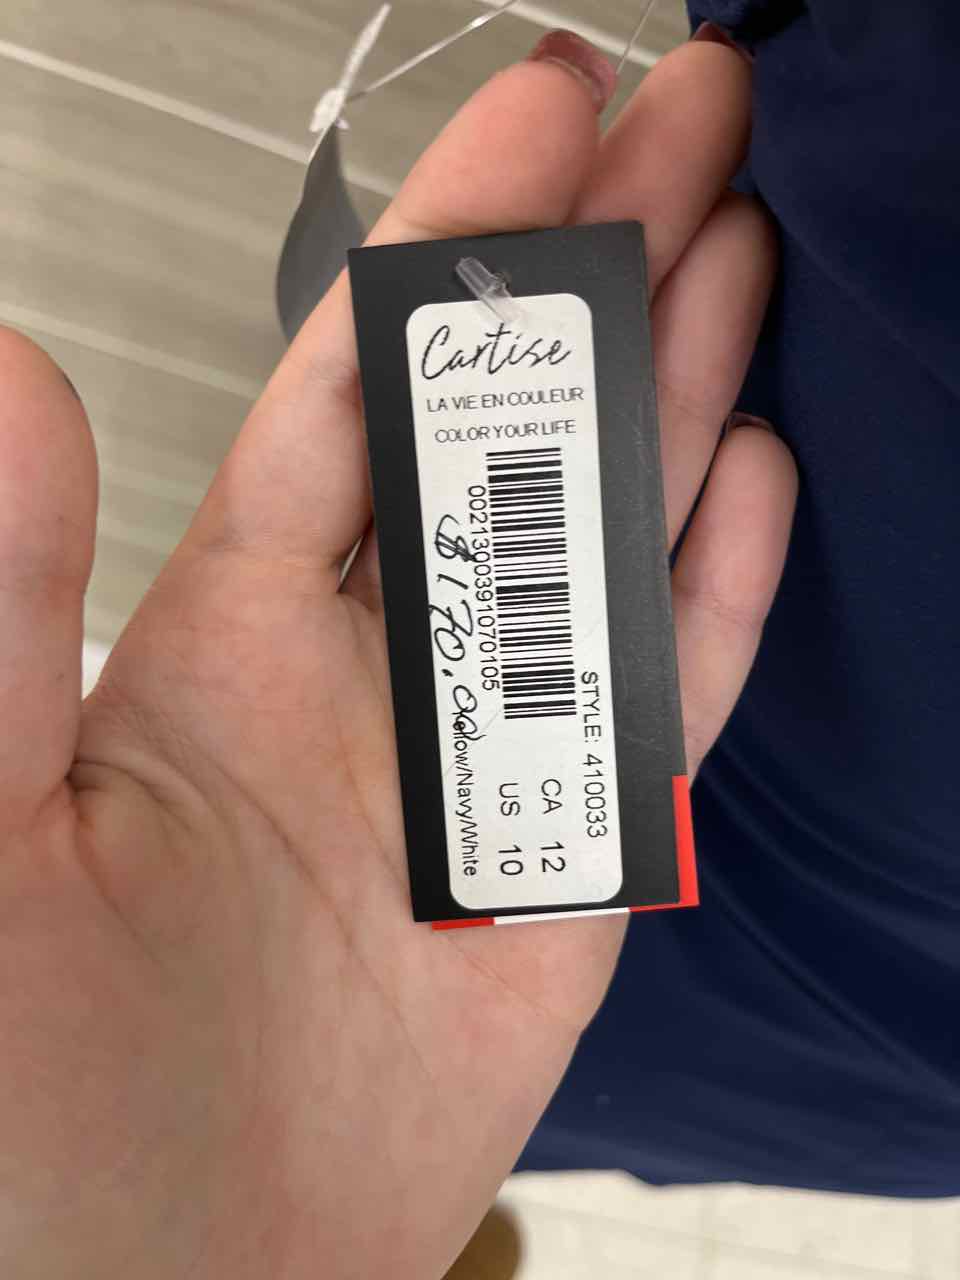 Cartise
LA VIE EN COULEUR
COLOR YOUR LIFE
STYLE: 410033
CA 12
US 10
0021300391070105
$170.00
Yellow/Navy/White